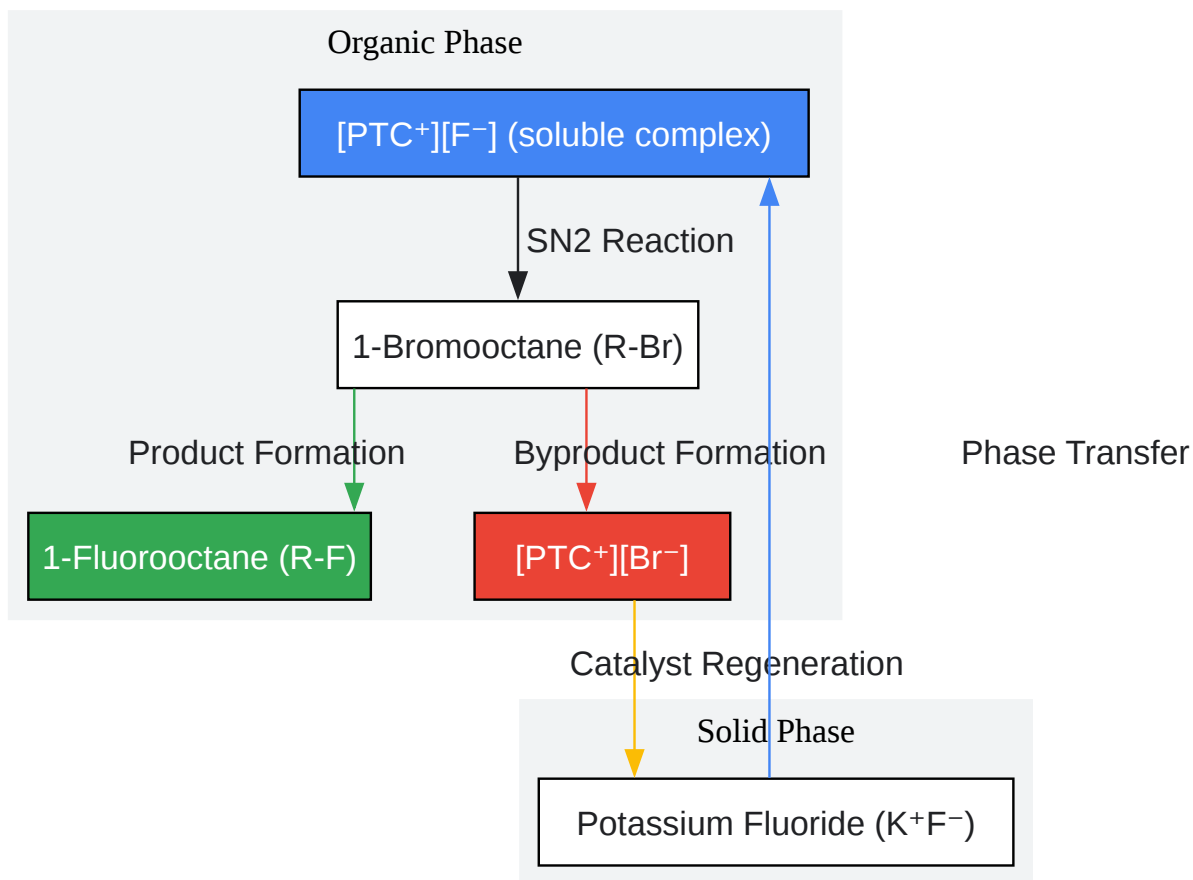 Organic Phase
[PTC⁺][F⁻] (soluble complex)
SN2 Reaction
1-Bromooctane (R-Br)
Product Formation
Byproduct Formation
Phase Transfer
1-Fluorooctane (R-F)
[PTC⁺][Br⁻]
Catalyst Regeneration
Solid Phase
Potassium Fluoride (K⁺F⁻)